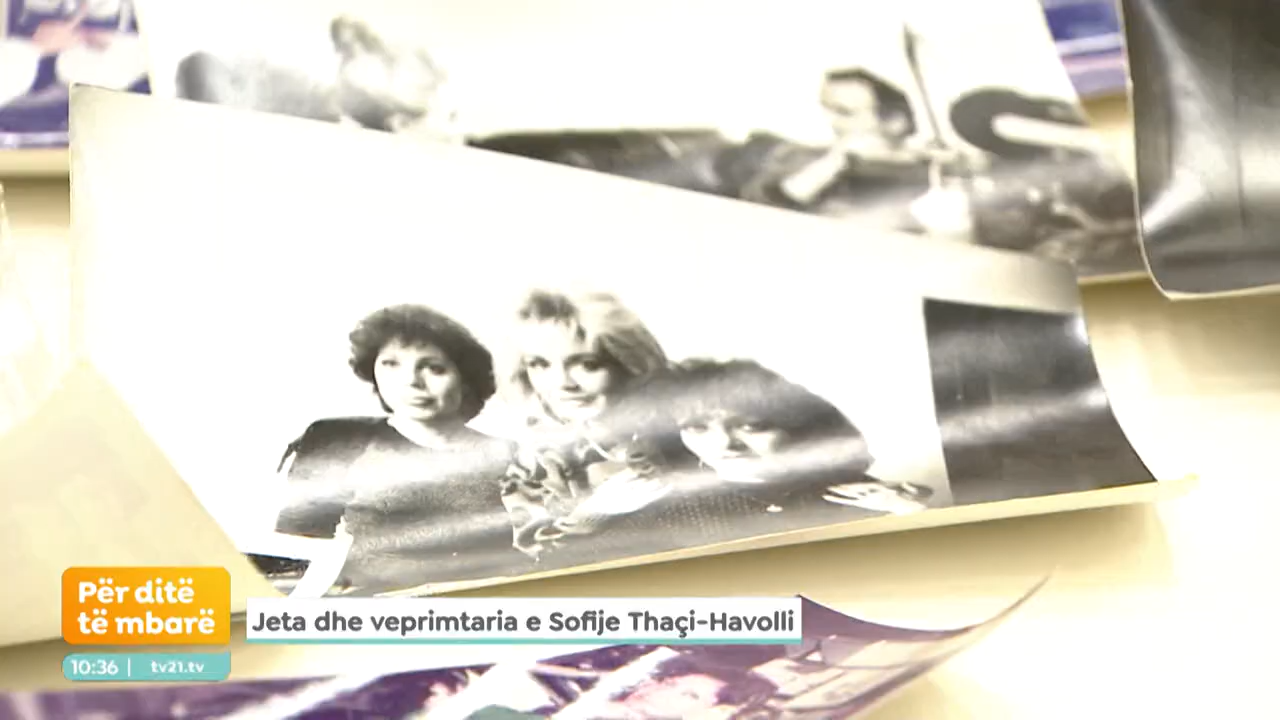 Për ditë
të mbarë
Jeta dhe veprimtaria e Sofije Thaçi-Havolli
10:36 | tv21.tv